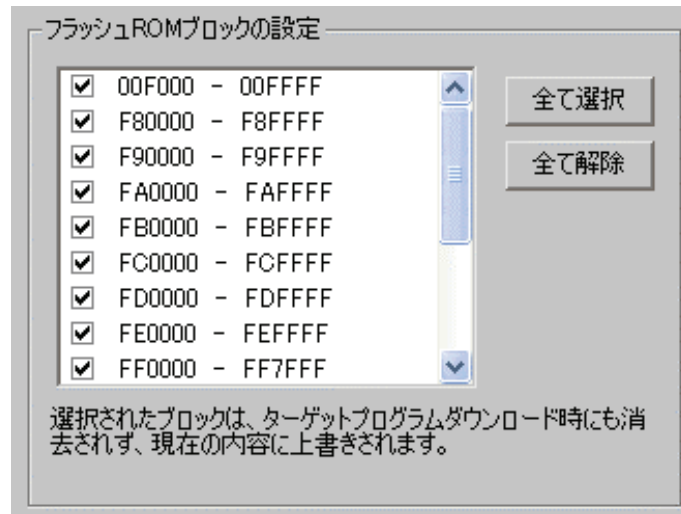 フラッシュROMブロックの設定
00F000 - 00FFFF
F80000 - F8FFFF
F90000 - F9FFFF
FA0000 - FAFFFF
FB0000 - FBFFFF
FC0000 - FCFFFF
FD0000 - FDFFFF
FE0000 - FEFFFF
FF0000 - FF7FFF
全て選択
全て解除
選択されたブロックは、ターゲットプログラムダウンロード時にも消
去されず、現在の内容に上書きされます。